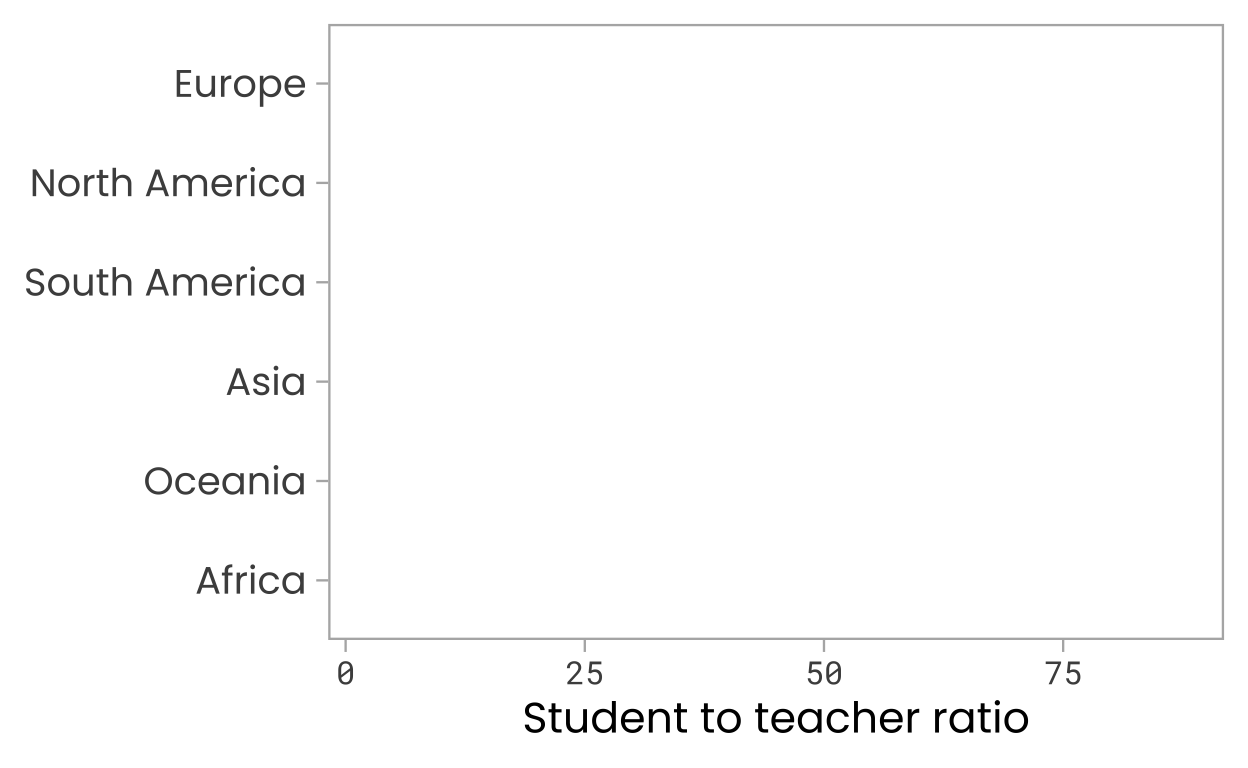 Europe
North America
South America
Asia
Oceania
Africa
0 25 50 75
Student to teacher ratio